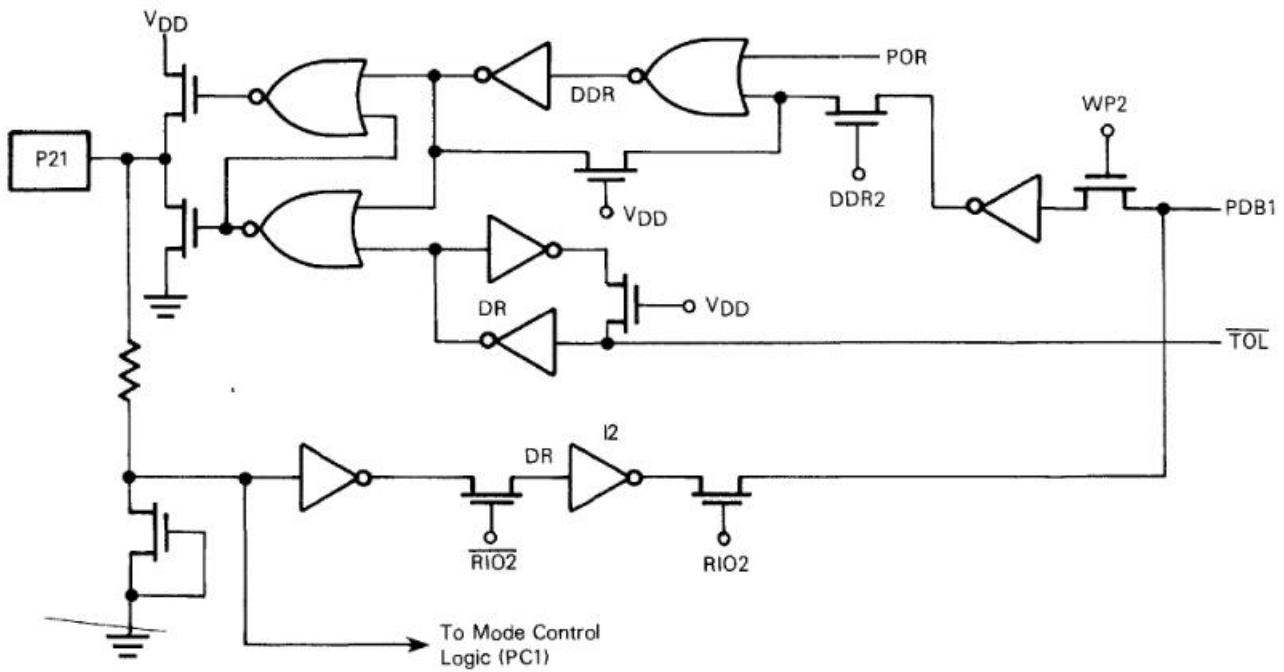 VDD
POR
DDR
WP2
P21
DDR2
VDD
PDB1
DR
VDD
TOL
I2
DR
RIO2
RIO2
To Mode Control
Logic (PC1)